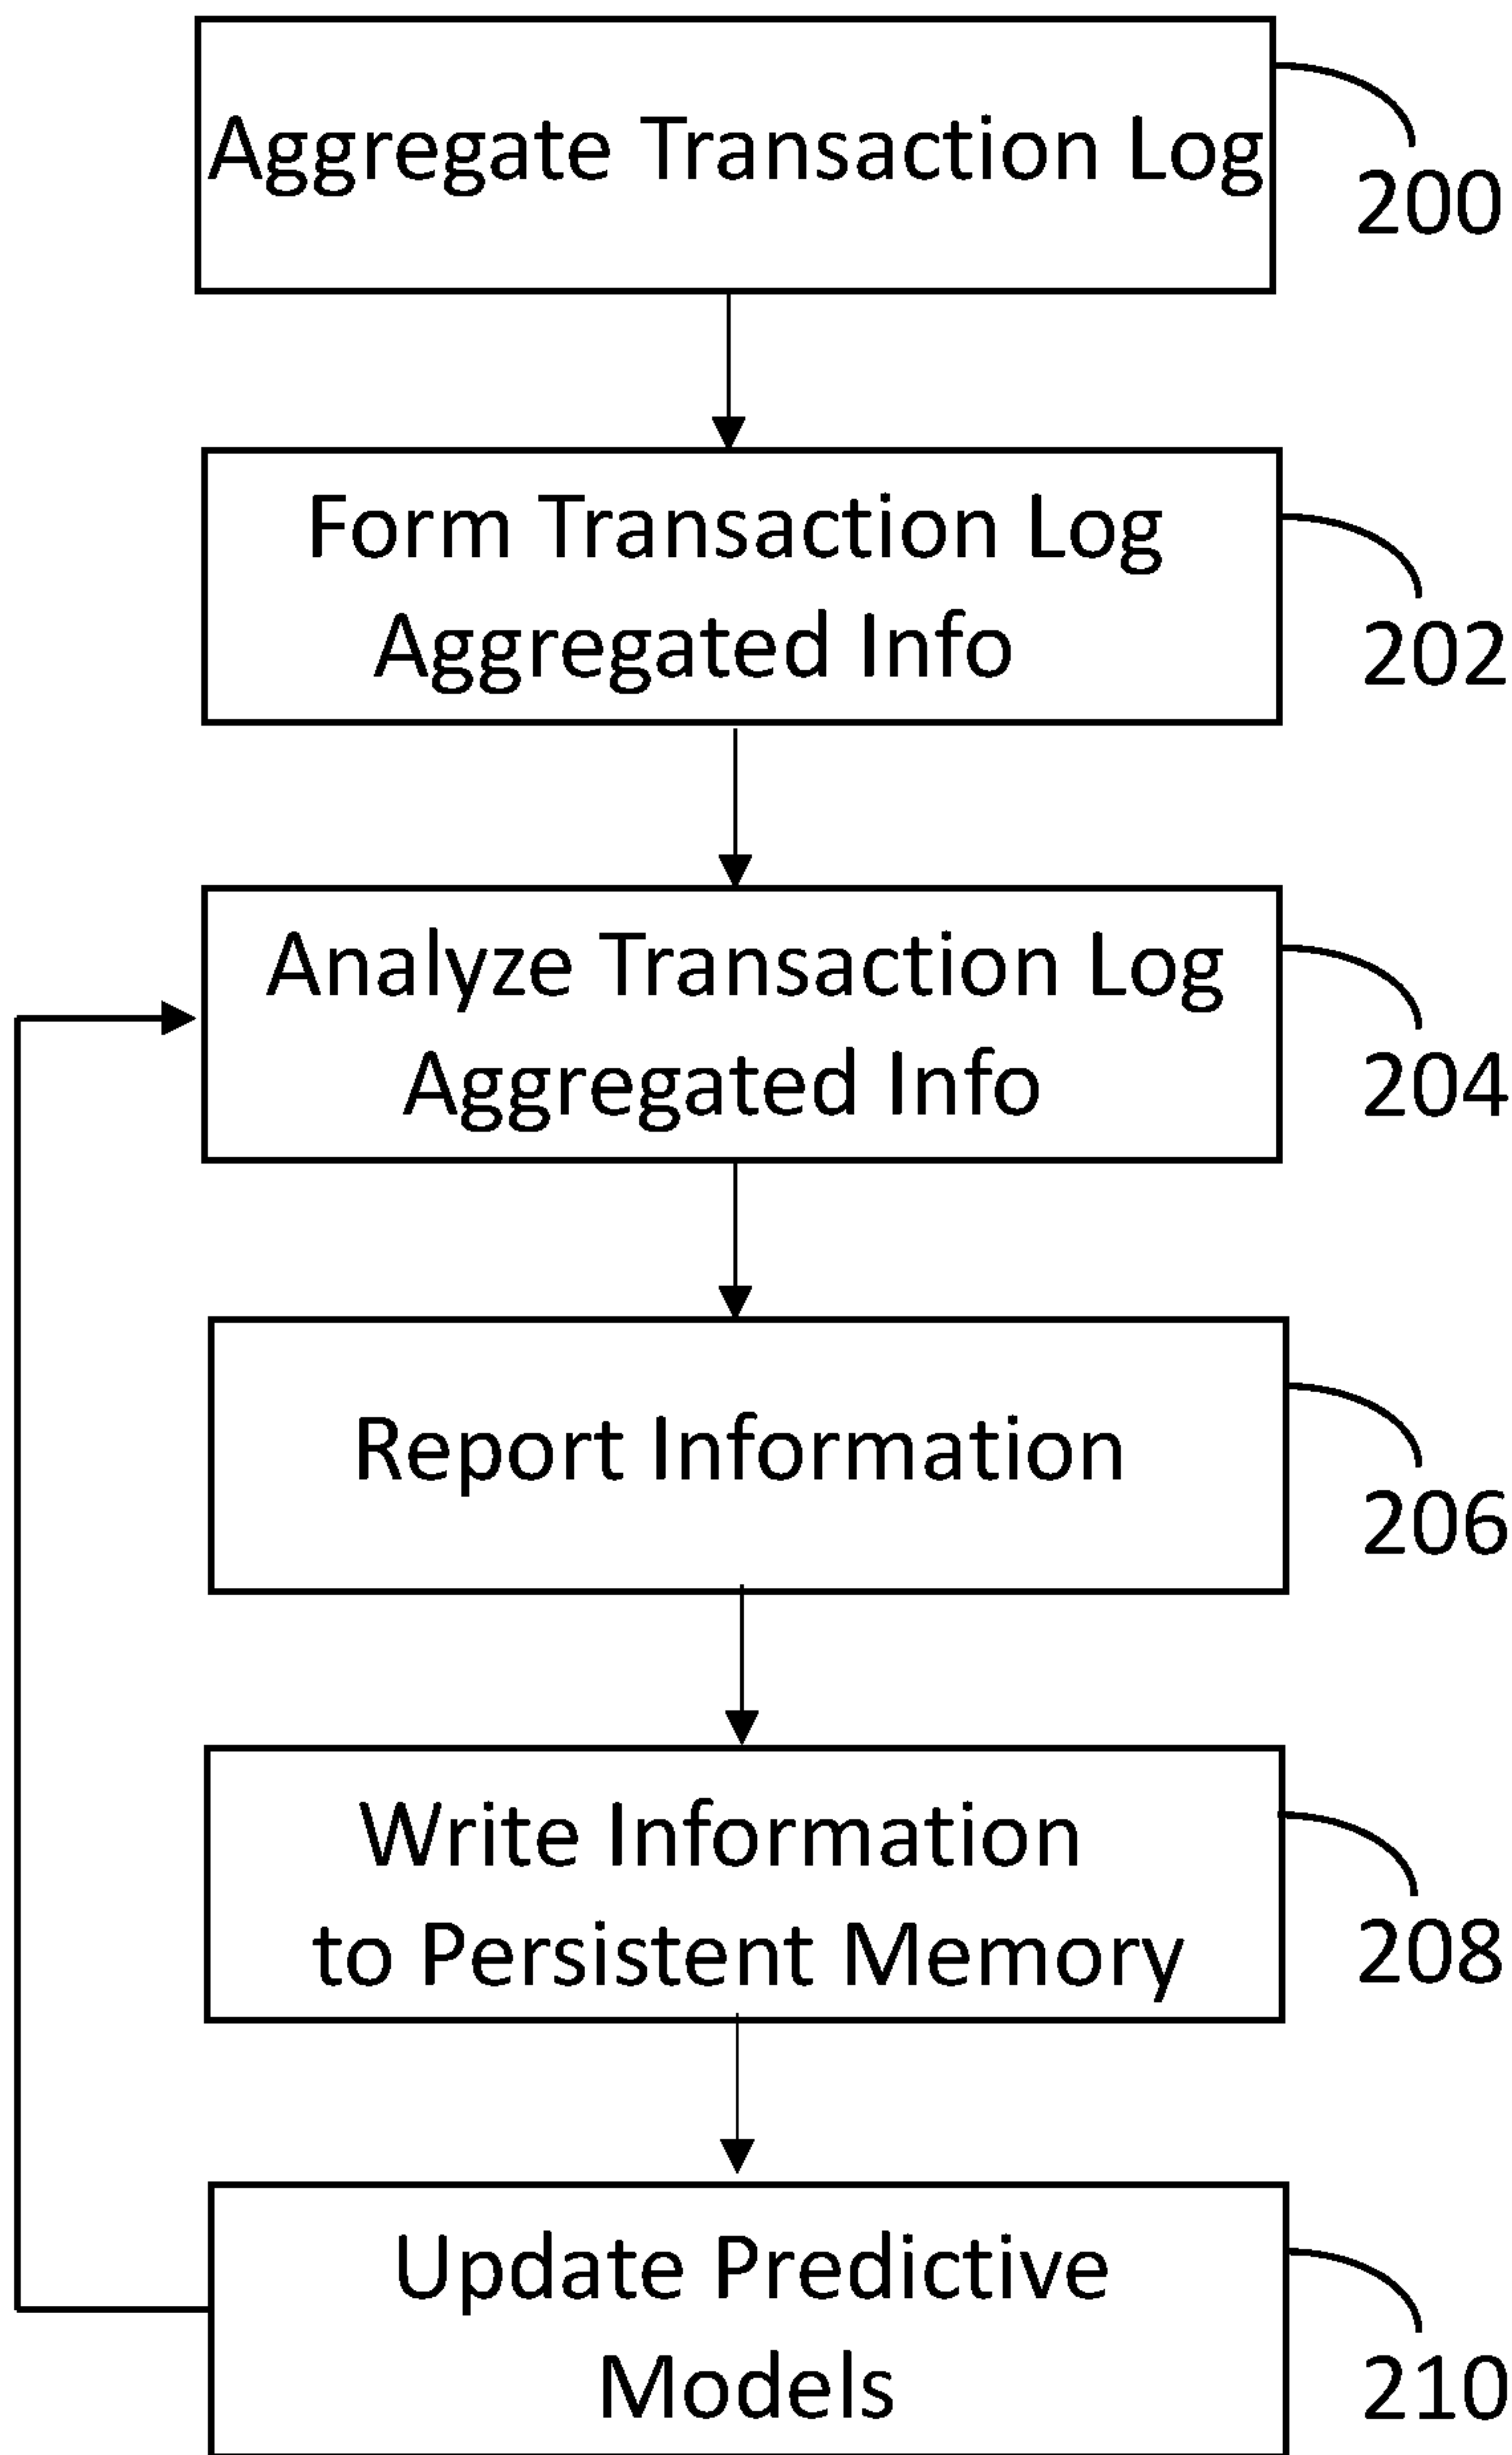 Aggregate Transaction Log
200
Form Transaction Log
Aggregated Info
202
Analyze Transaction Log
Aggregated Info
204
Report Information
206
Write Information
to Persistent Memory
208
Update Predictive
Models
210